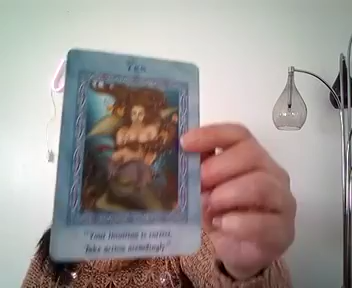 YES
"Your intuition is correct.
Take action accordingly."